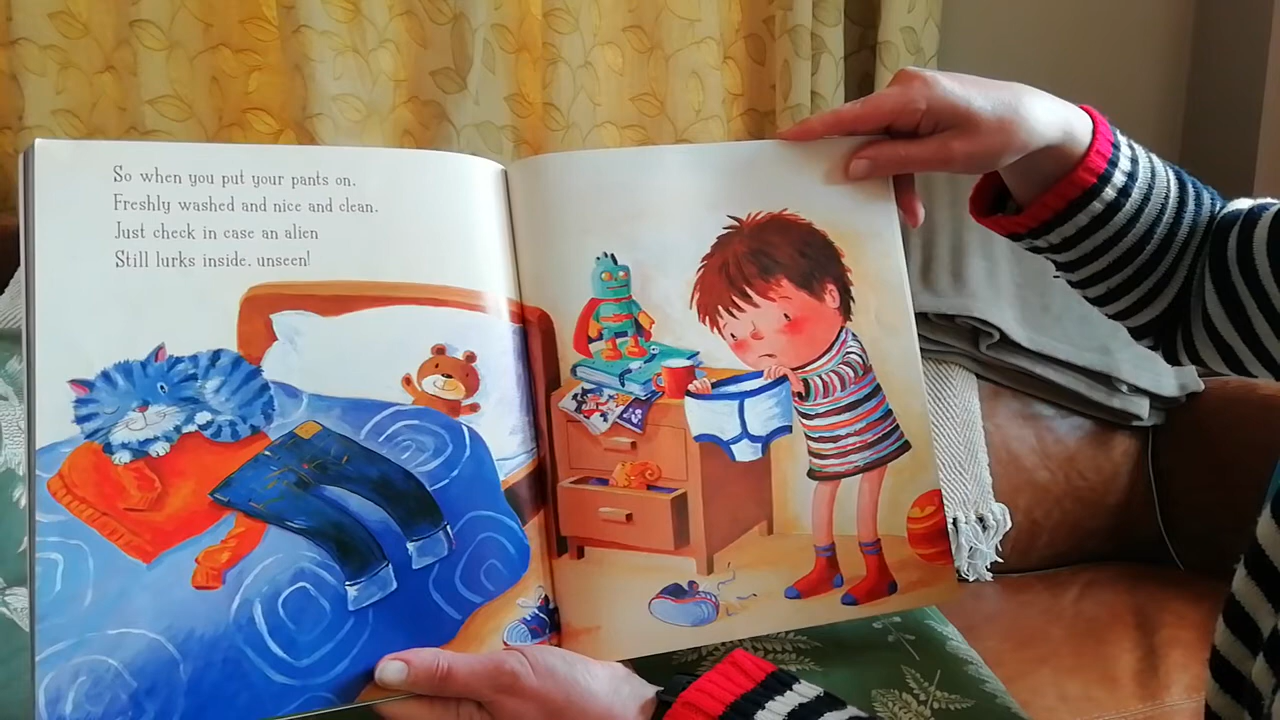 So when you put your pants on,
Freshly washed and nice and clean,
Just check in case an alien
Still lurks inside, unseen!